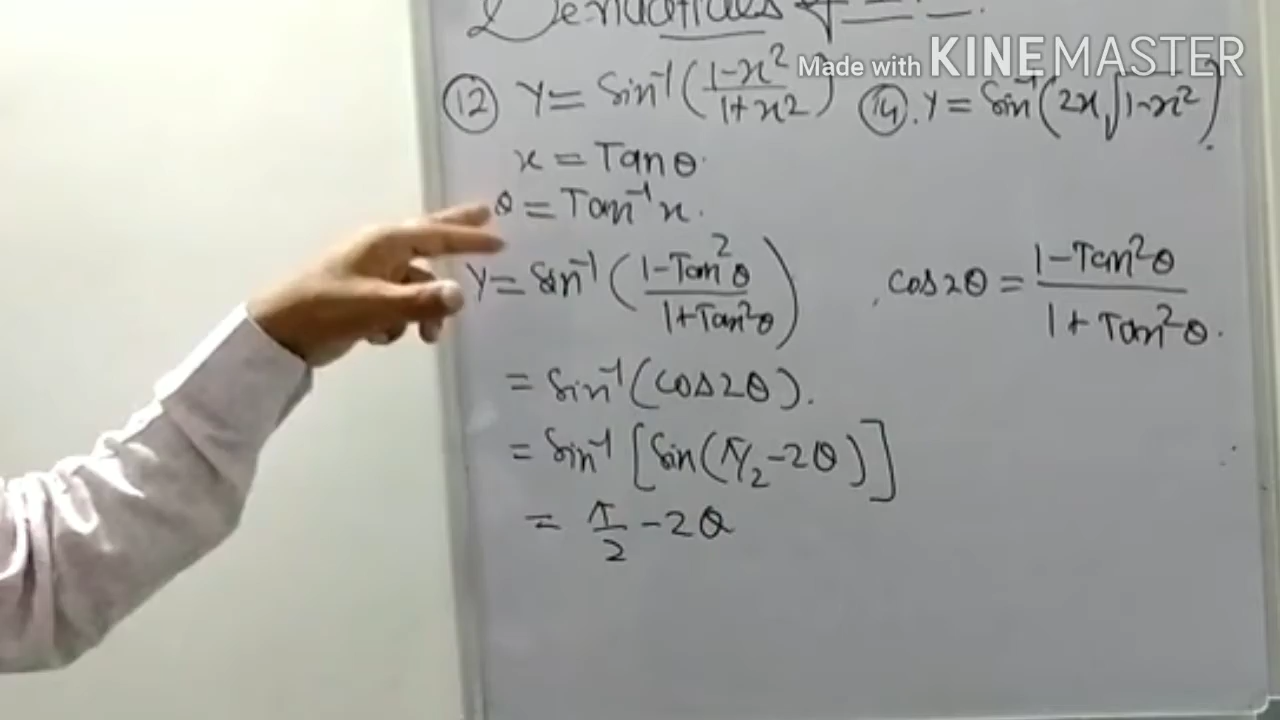 Derivatives of
Made with KINEMASTER
(12) y = Sin⁻¹ ( (1-x²)/(1+x²) )
x = Tanθ.
θ = Tan⁻¹x.
y = Sin⁻¹ ( (1-Tan²θ)/(1+Tan²θ) )
= Sin⁻¹(cos2θ).
= Sin⁻¹ [Sin(π/2 -2θ)]
= π/2 -2θ
(14). y = Sin⁻¹(2x√(1-x²)).
cos2θ = (1-Tan²θ)/(1+Tan²θ).